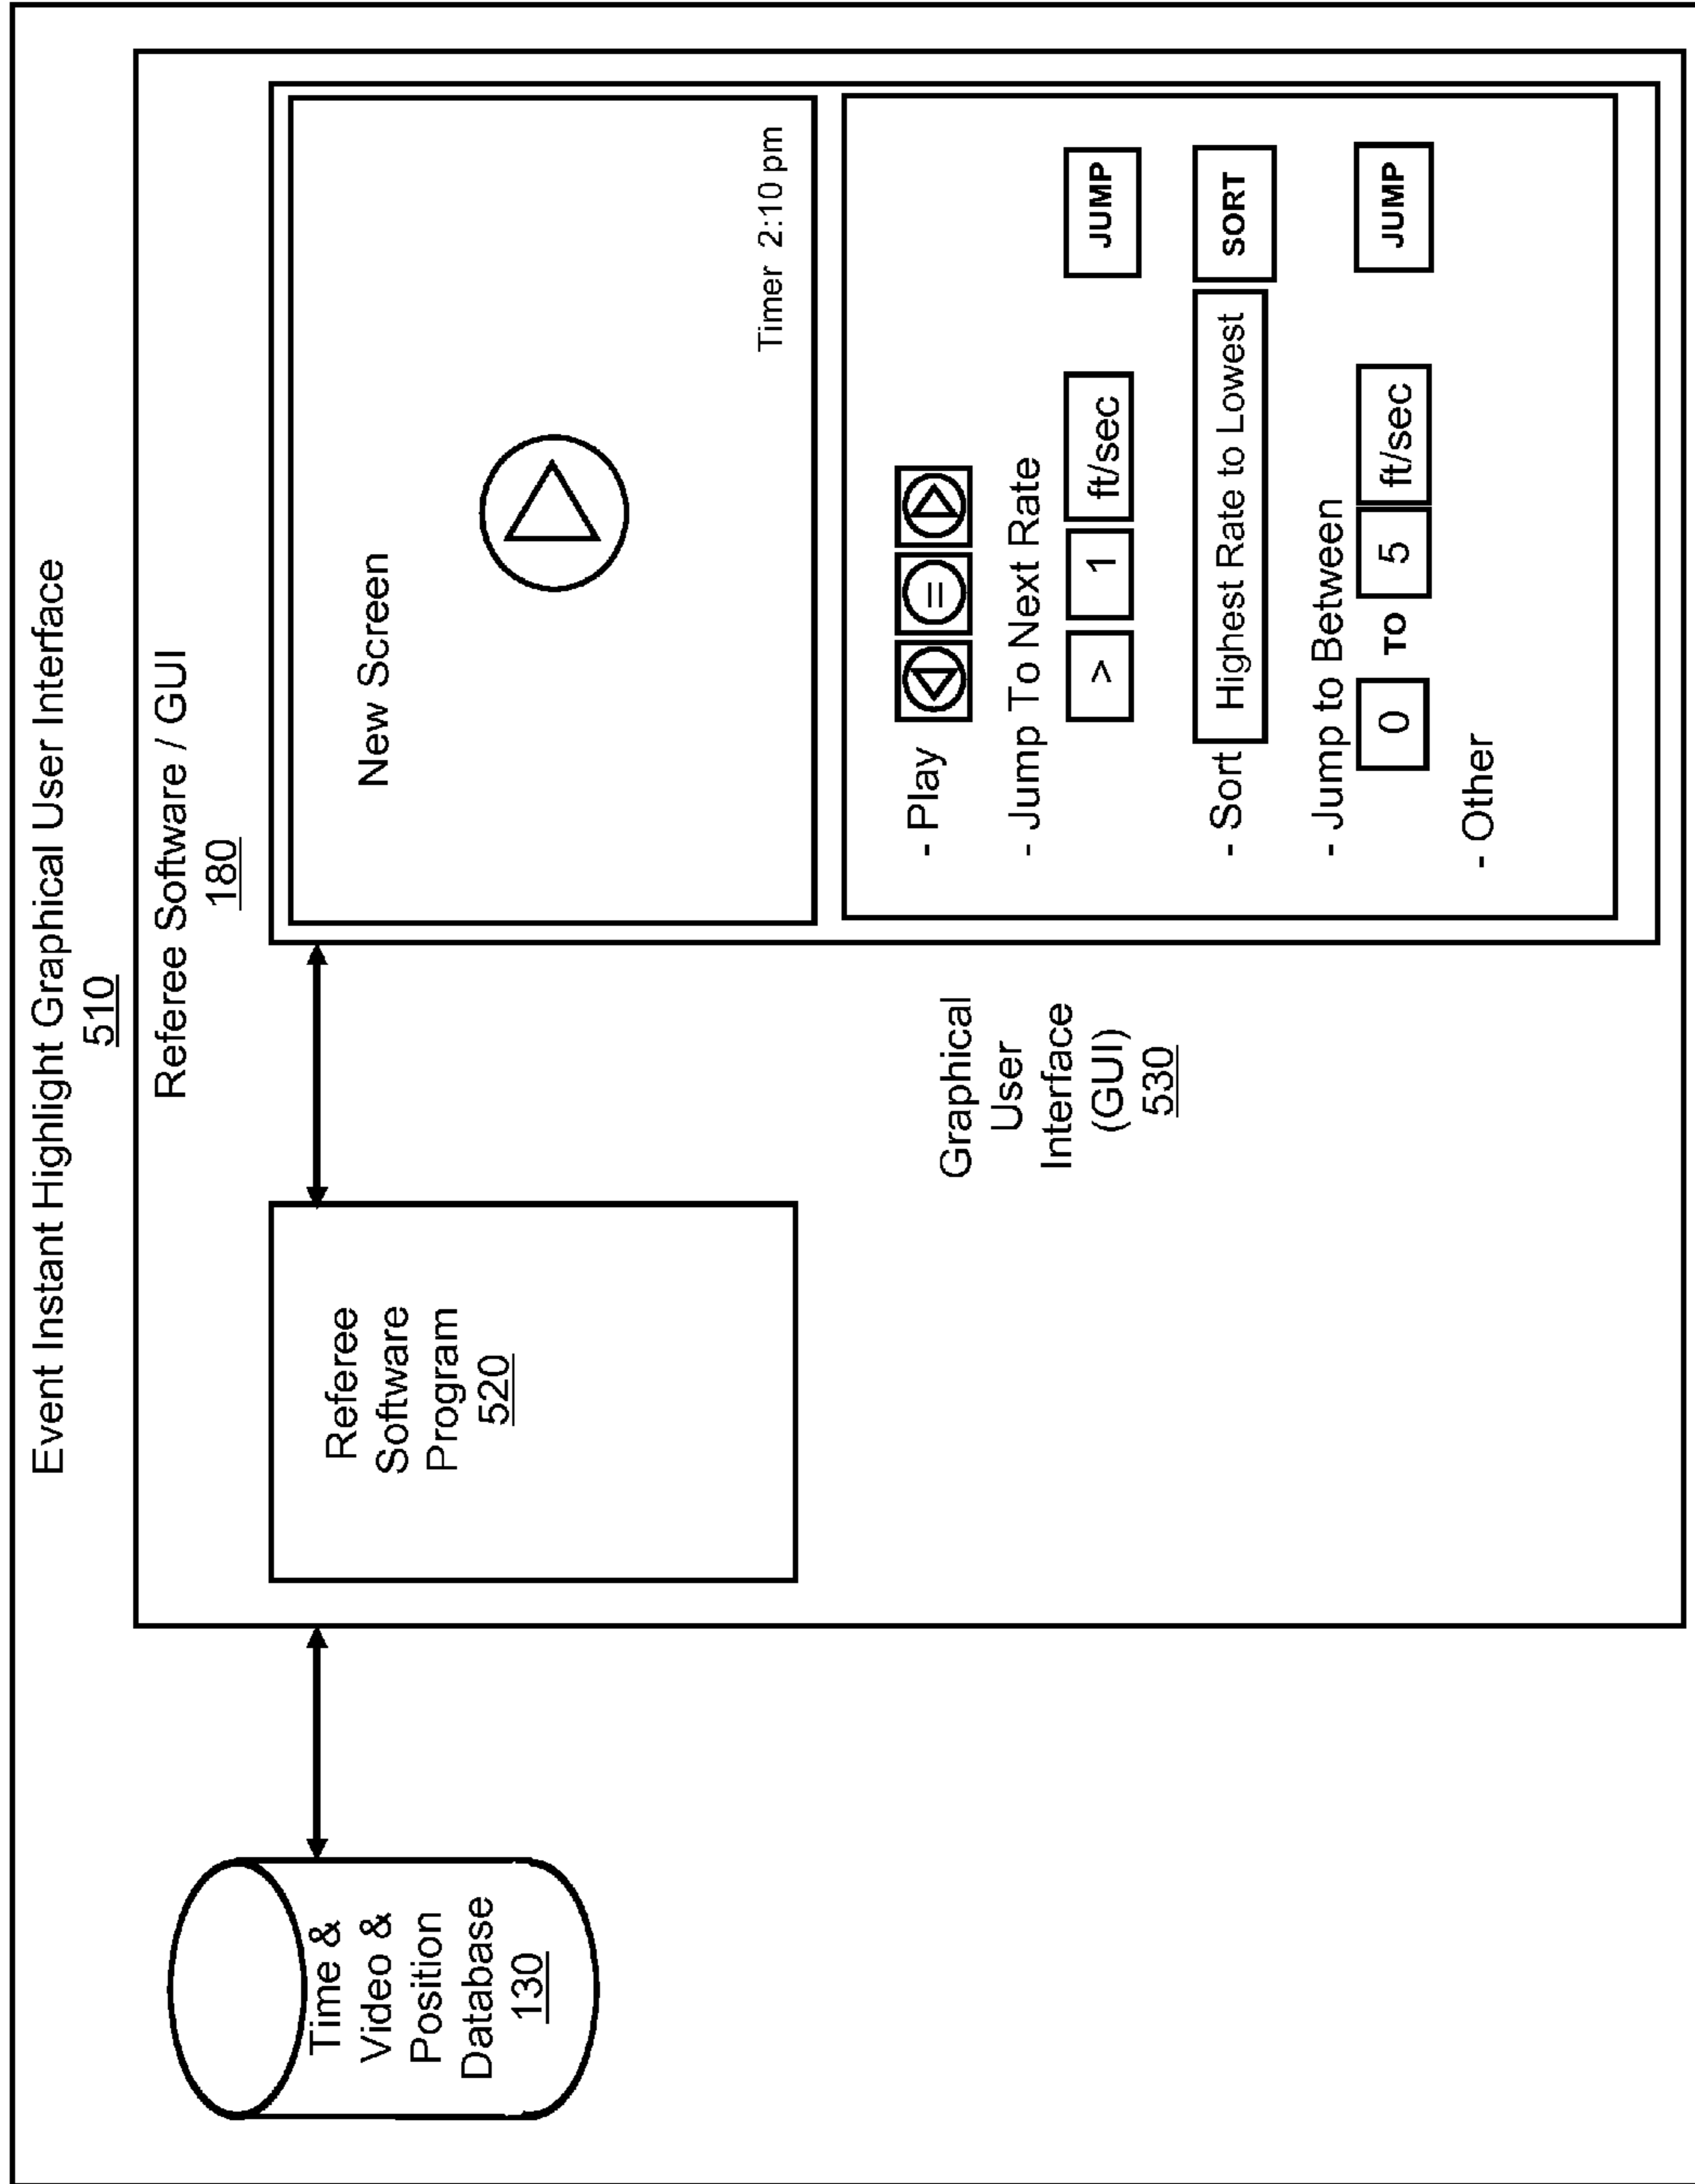 Event Instant Highlight Graphical User Interface
510
Referee Software / GUI
180
Time &
Video &
Position
Database
130
Referee
Software
Program
520
Graphical
User
Interface
(GUI)
530
New Screen
Timer 2:10 pm
- Play =
- Jump To Next Rate
> 1 ft/sec JUMP
- Sort Highest Rate to Lowest SORT
- Jump to Between
0 TO 5 ft/sec JUMP
- Other